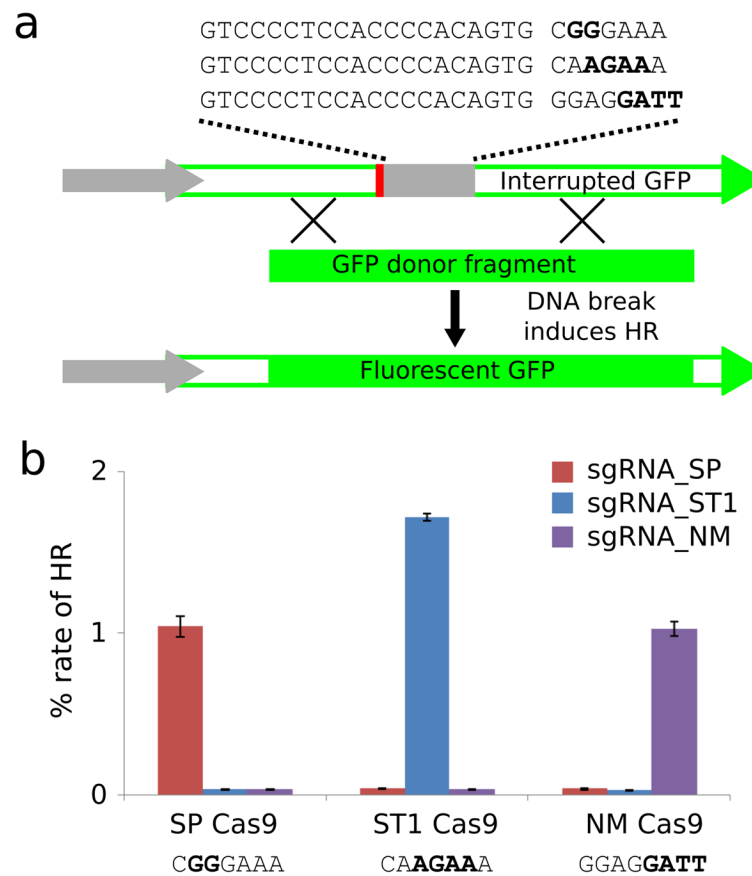 a
GTCCCCTCCACCCCACAGTG CGGGAAA
GTCCCCTCCACCCCACAGTG CAAGAAA
GTCCCCTCCACCCCACAGTG GGAGGATT
Interrupted GFP
GFP donor fragment
DNA break
induces HR
Fluorescent GFP
b
% rate of HR
2
1
0
sgRNA_SP
sgRNA_ST1
sgRNA_NM
SP Cas9
ST1 Cas9
NM Cas9
CGGGAAA
CAAGAAA
GGAGGATT